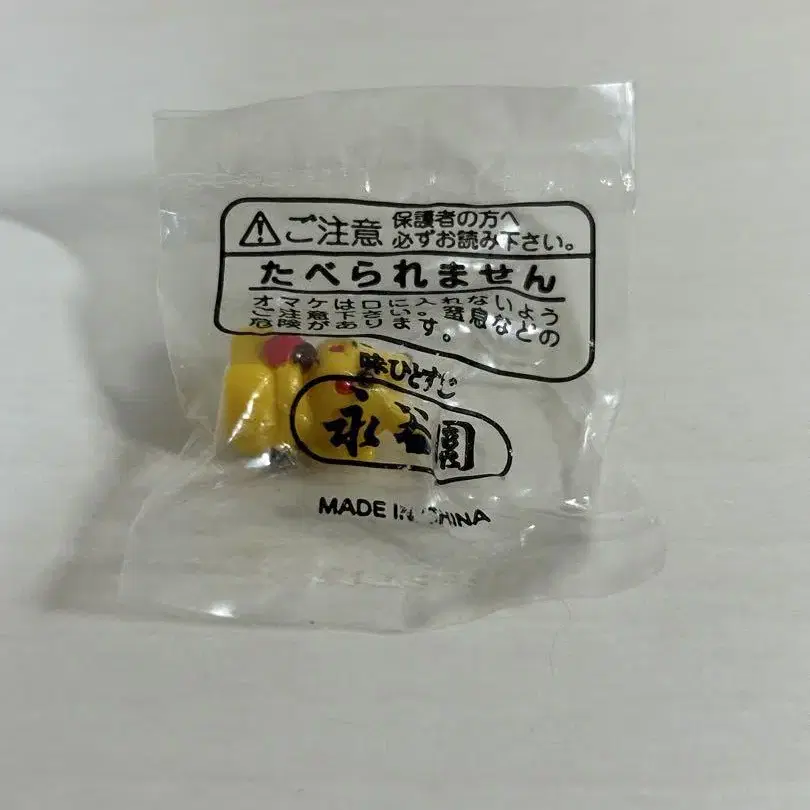 ご注意
保護者の方へ
必ずお読み下さい。
たべられません
オマケは口に入れないよう
ご注意下さい。窒息などの
危険があります。
味ひとすじ
永谷園
MADE IN CHINA